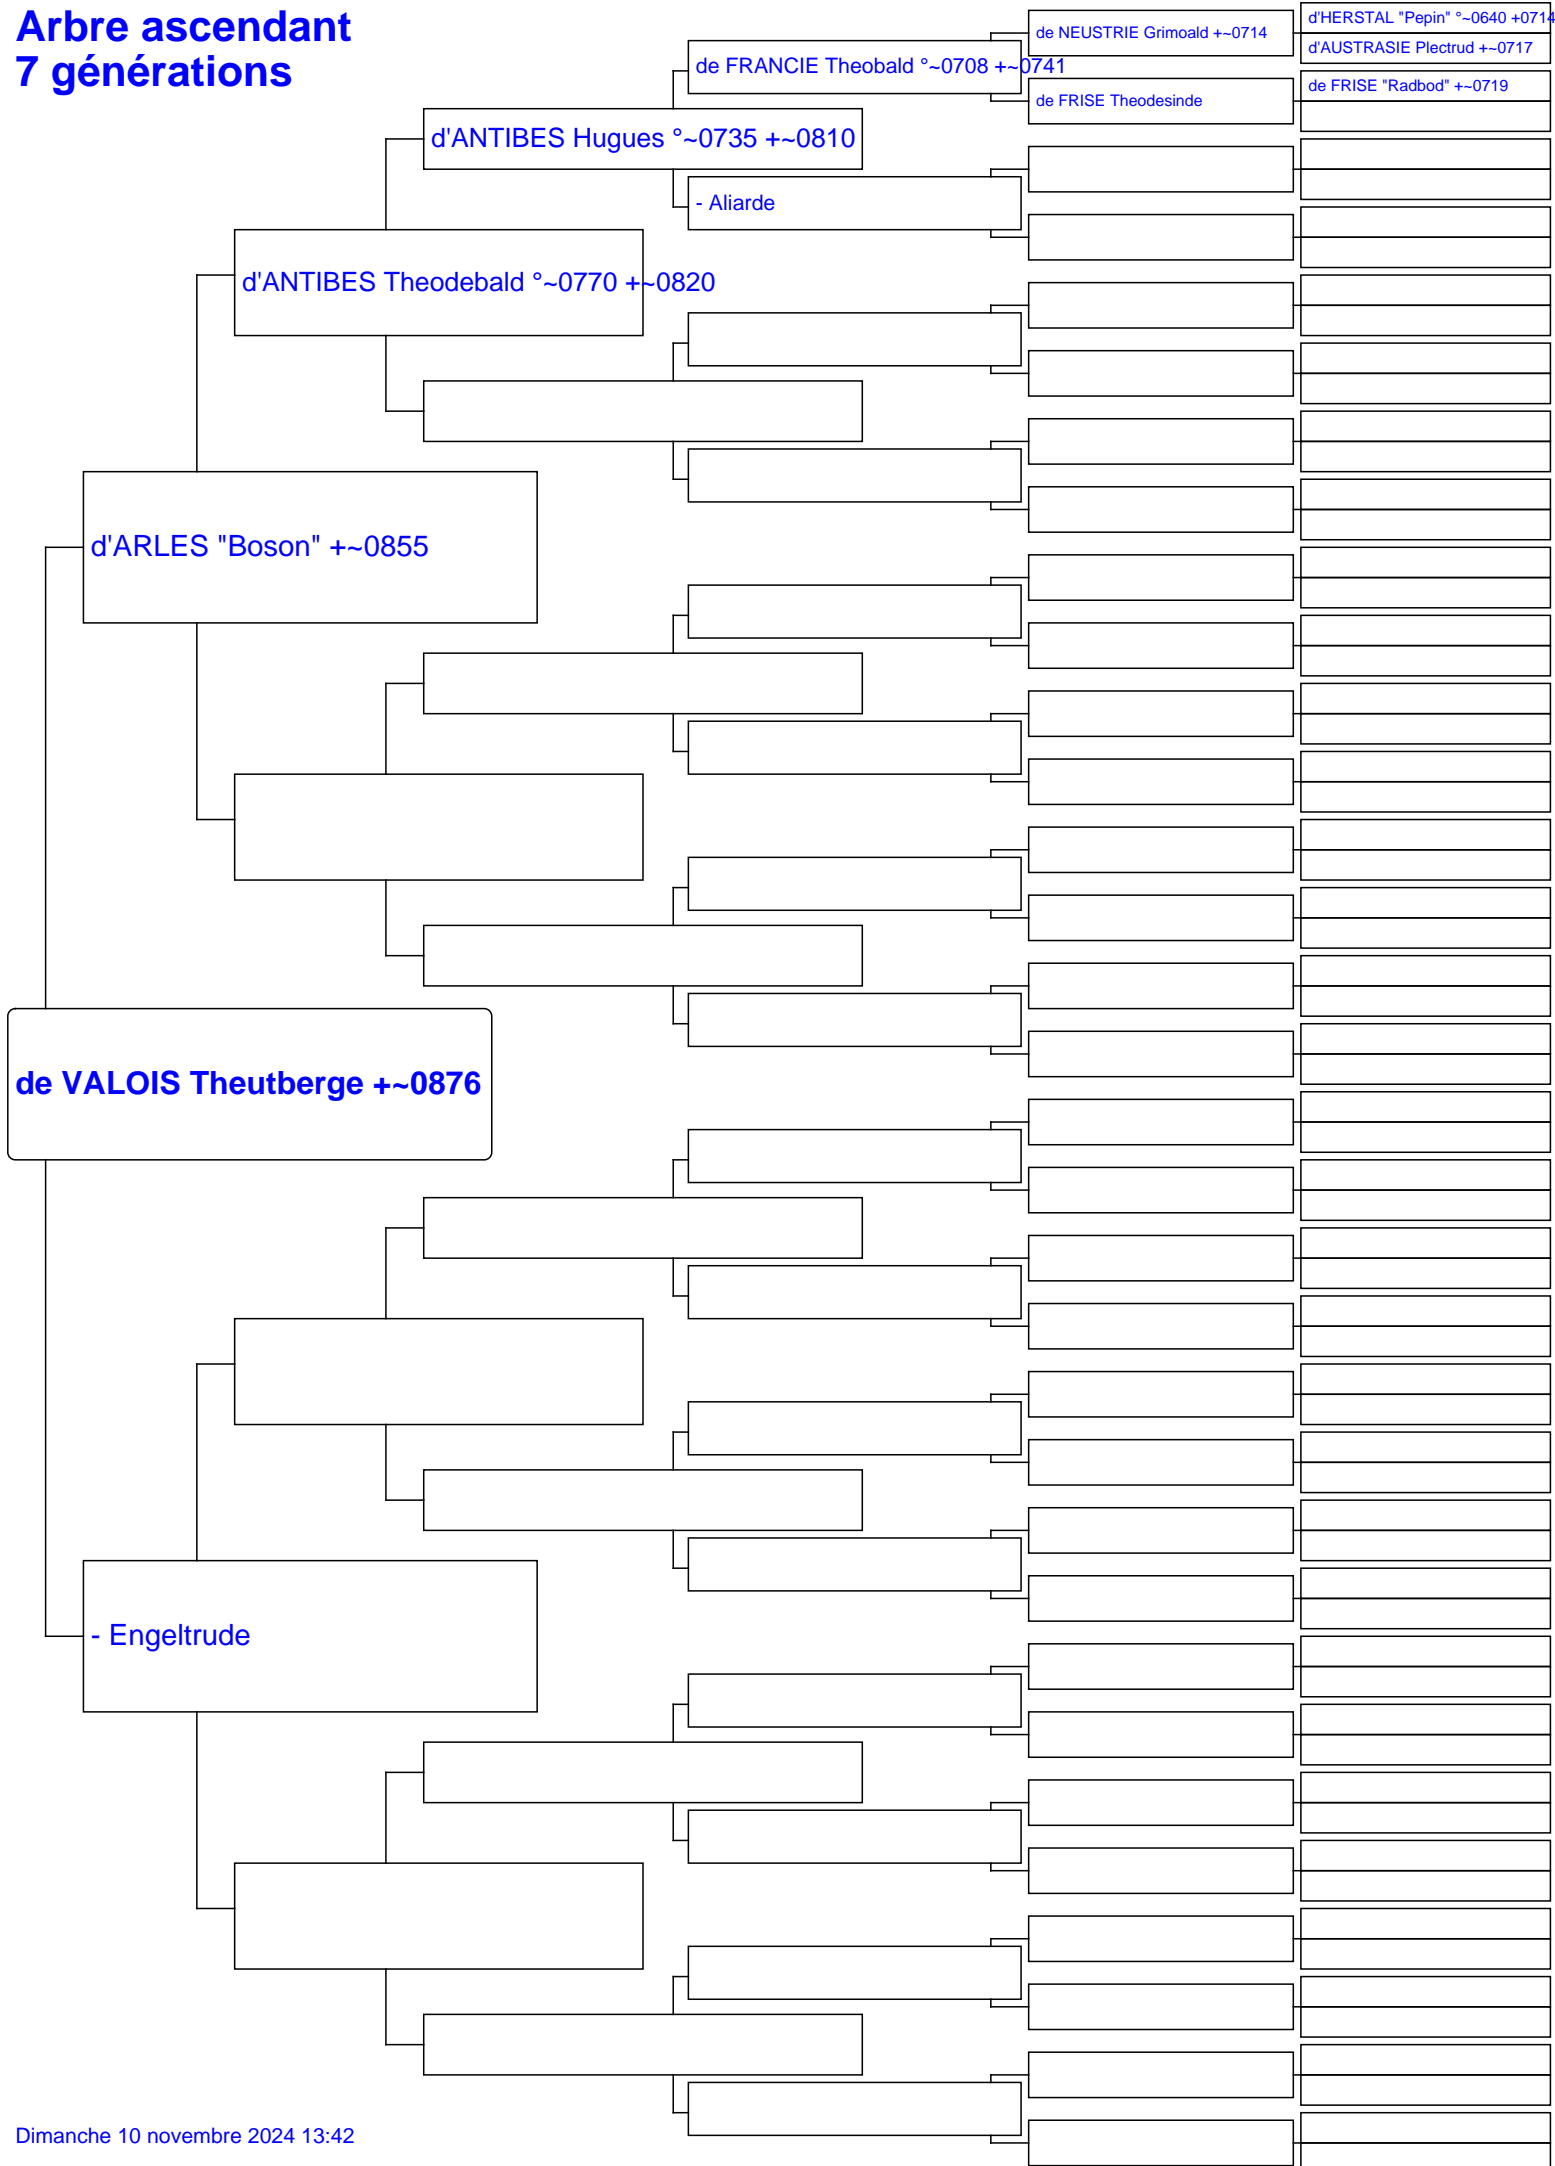 Arbre ascendant
7 générations
d'HERSTAL "Pepin" °~0640 +0714
de NEUSTRIE Grimoald +~0714
d'AUSTRASIE Plectrud +~0717
de FRANCIE Theobald °~0708 +~0741
de FRISE "Radbod" +~0719
de FRISE Theodesinde
d'ANTIBES Hugues °~0735 +~0810
- Aliarde
d'ANTIBES Theodebald °~0770 +~0820
d'ARLES "Boson" +~0855
de VALOIS Theutberge +~0876
- Engeltrude
Dimanche 10 novembre 2024 13:42